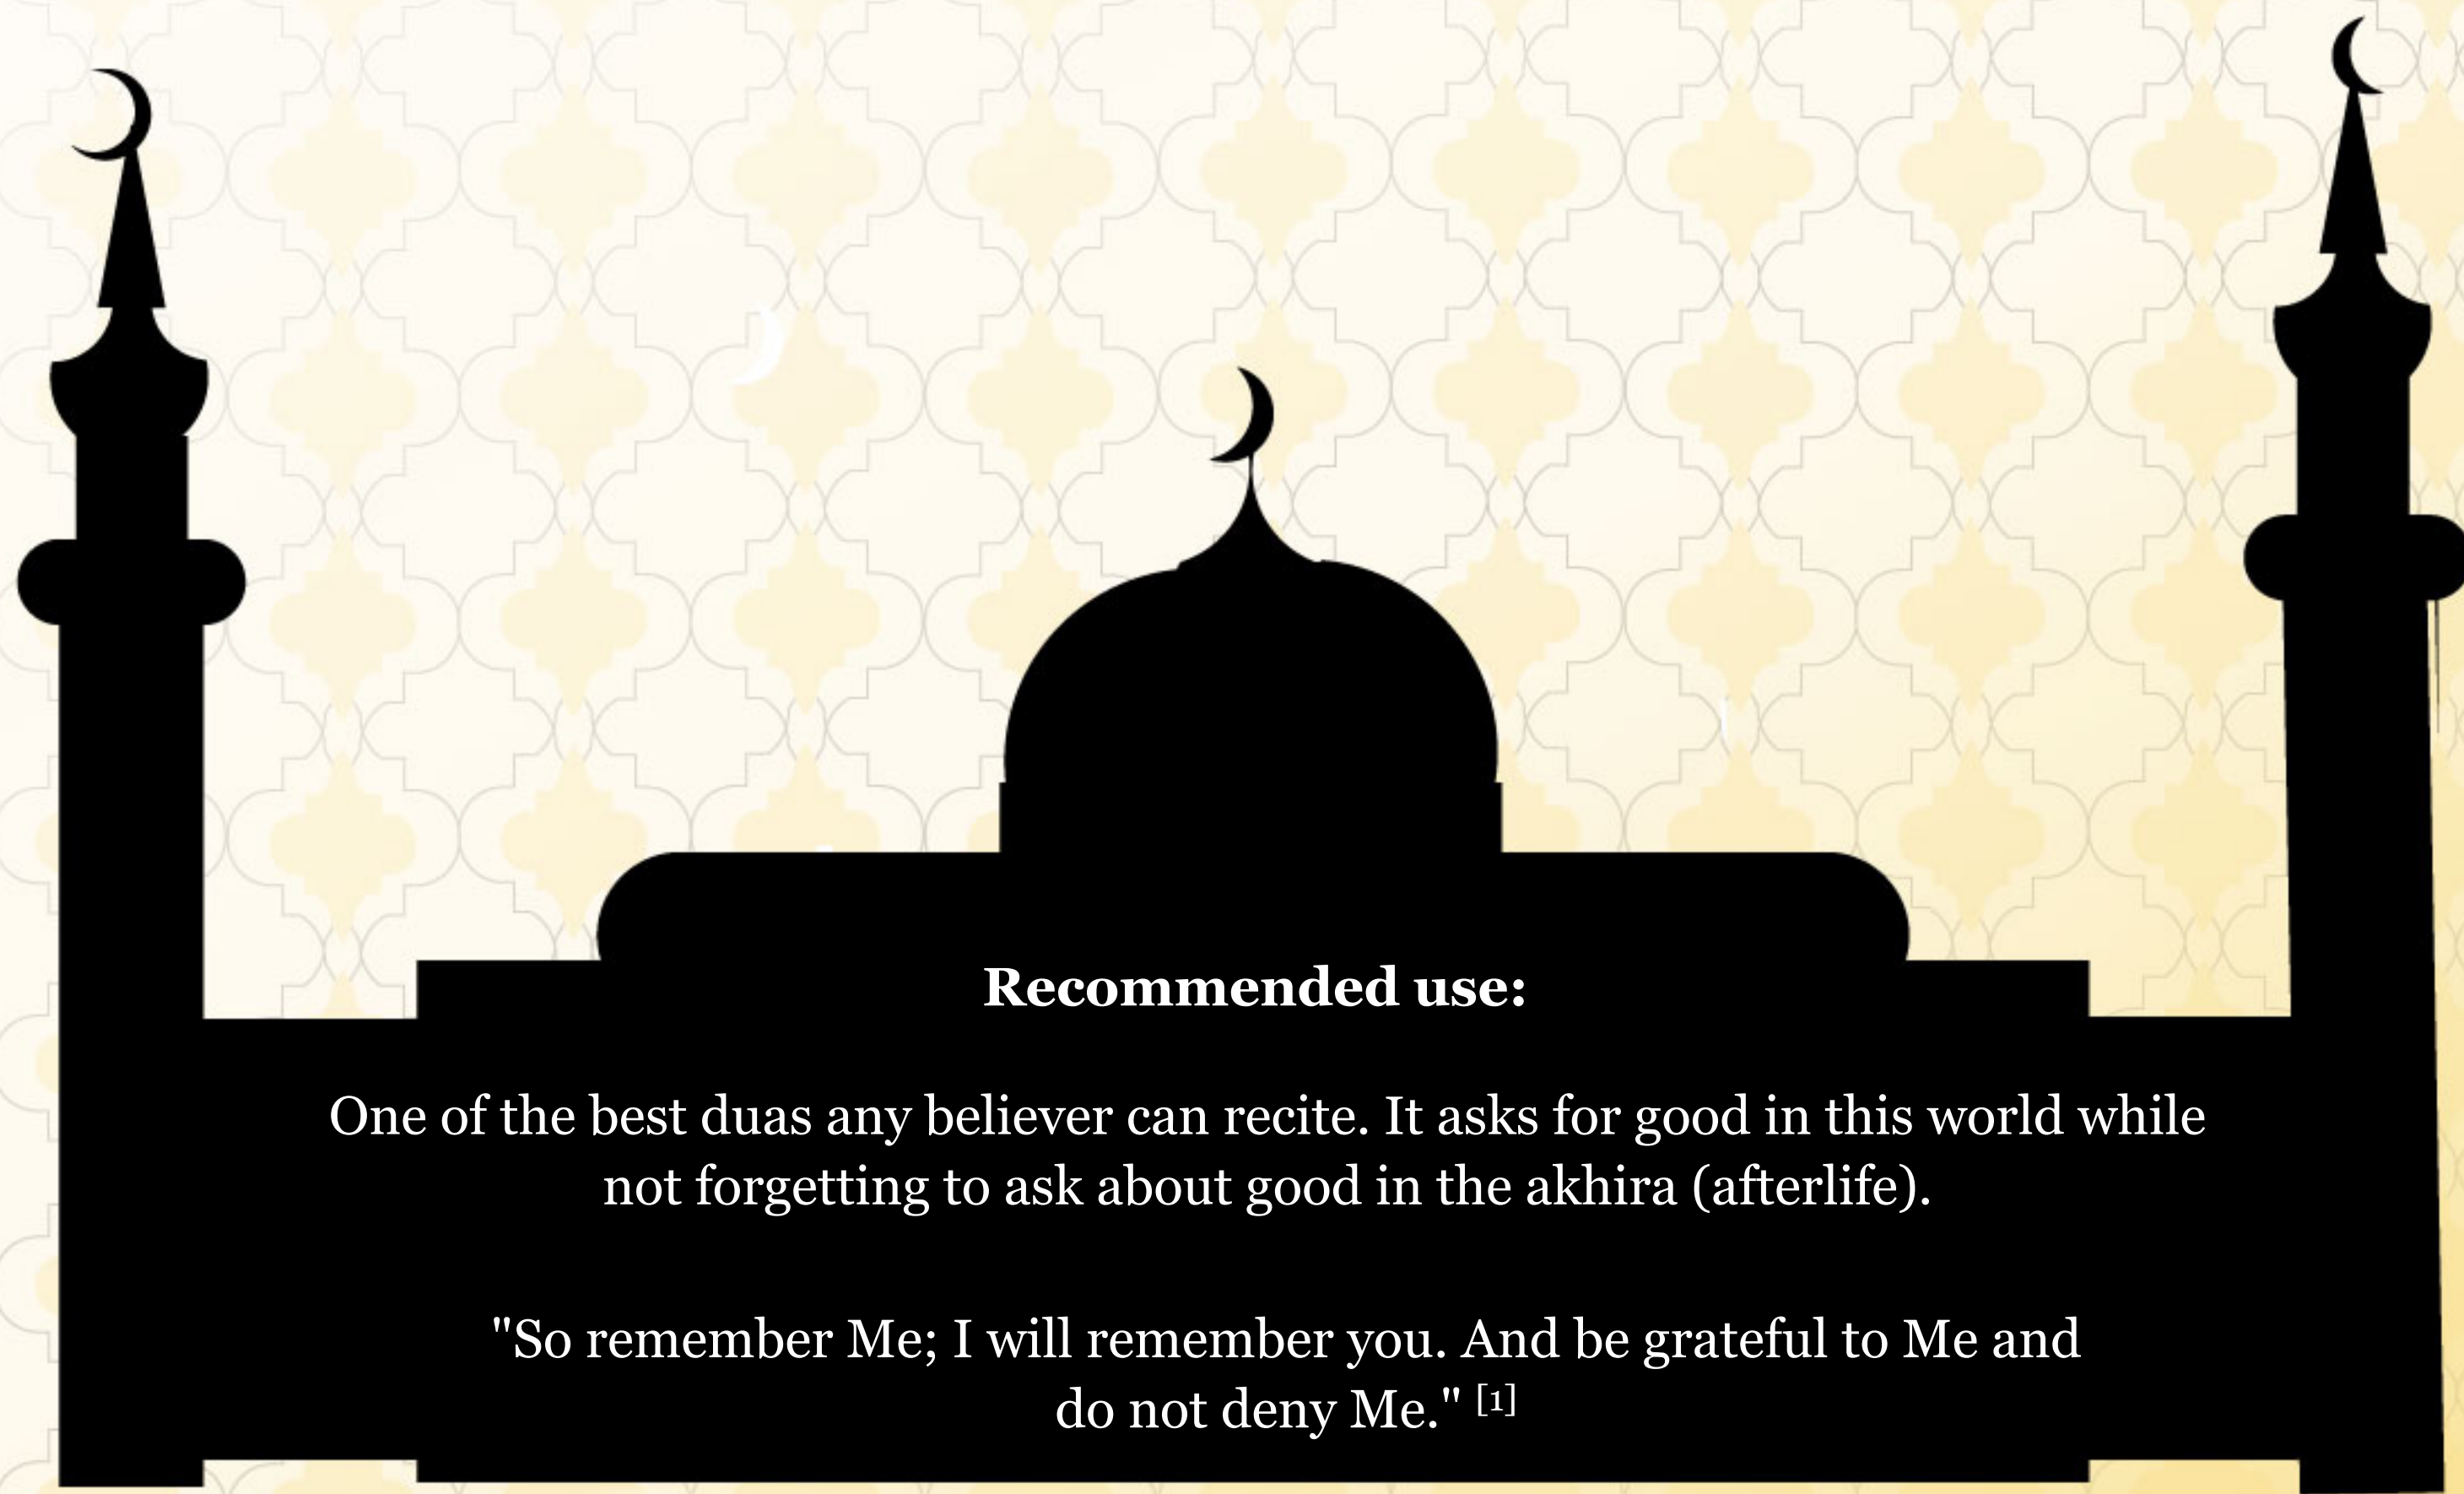 Recommended use:
One of the best duas any believer can recite. It asks for good in this world while
not forgetting to ask about good in the akhira (afterlife).
"So remember Me; I will remember you. And be grateful to Me and
do not deny Me." [1]